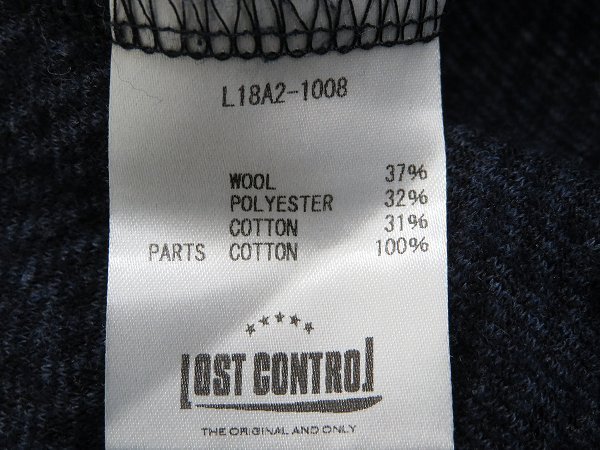 L18A2-1008
WOOL 37%
POLYESTER 32%
COTTON 31%
PARTS COTTON 100%
LOST CONTROL
THE ORIGINAL AND ONLY